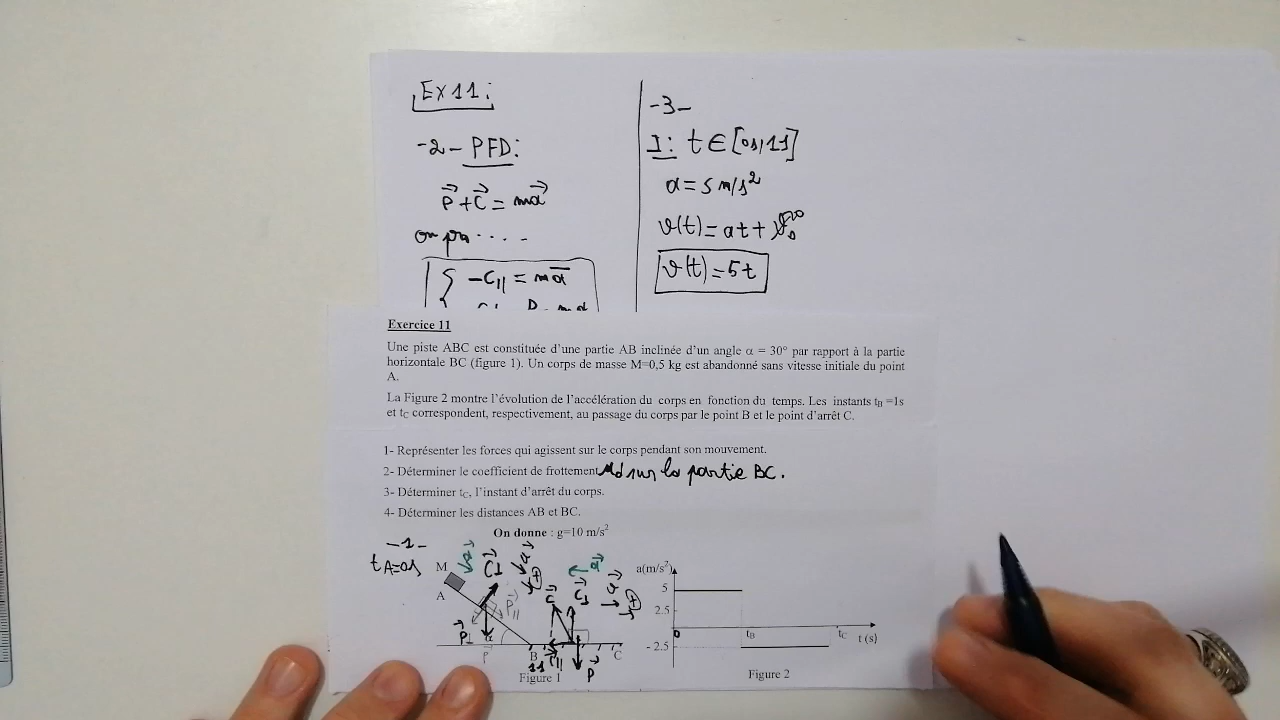 Ex 11:
-2- PFD:
P + C = ma
on pro.....
-C|| = ma
-3-
I: t ∈ [0s, 1s]
a = 5 m/s²
v(t) = at + v₀
v(t) = 5t
Exercice 11
Une piste ABC est constituée d'une partie AB inclinée d'un angle α = 30° par rapport à la partie
horizontale BC (figure 1). Un corps de masse M=0,5 kg est abandonné sans vitesse initiale du point
A.
La Figure 2 montre l'évolution de l'accélération du corps en fonction du temps. Les instants tB =1s
et tC correspondent, respectivement, au passage du corps par le point B et le point d'arrêt C.
1- Représenter les forces qui agissent sur le corps pendant son mouvement.
2- Déterminer le coefficient de frottement μd sur la partie BC.
3- Déterminer tC, l'instant d'arrêt du corps.
4- Déterminer les distances AB et BC.
On donne : g=10 m/s²
-1-
tA=0s
M
A
B
C
Figure 1
a(m/s²)
5
2.5
0
- 2.5
tB
tC
t (s)
Figure 2